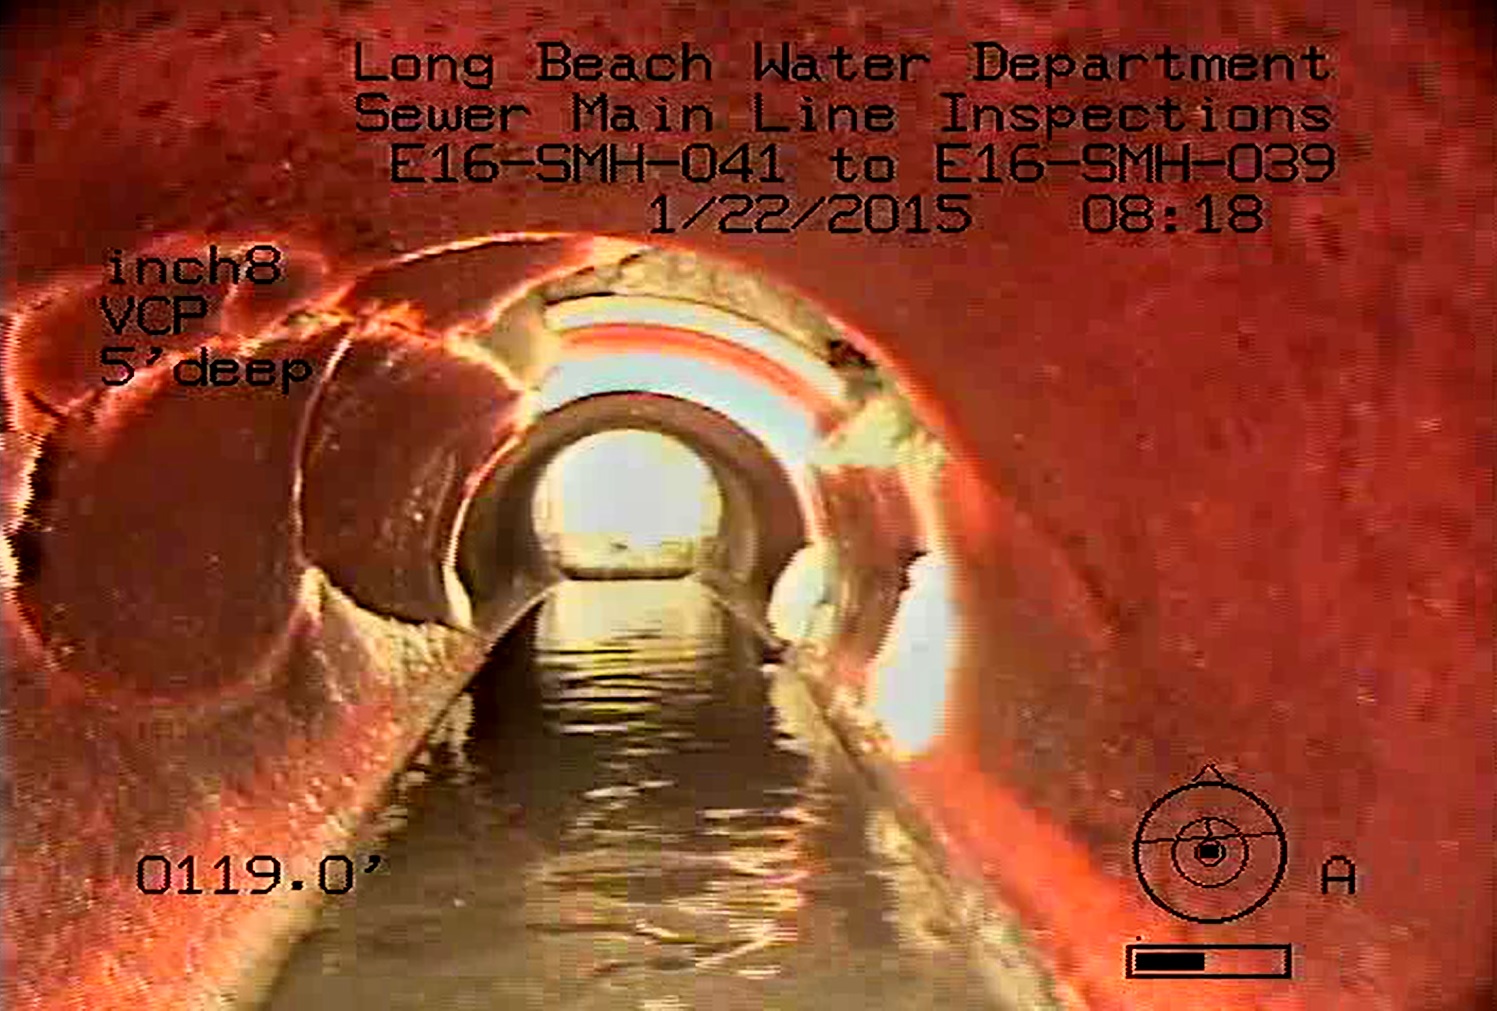 Long Beach Water Department
Sewer Main Line Inspections
E16-SMH-041 to E16-SMH-039
1/22/2015 08:18
inch8
VCP
5'deep
0119.0'
A